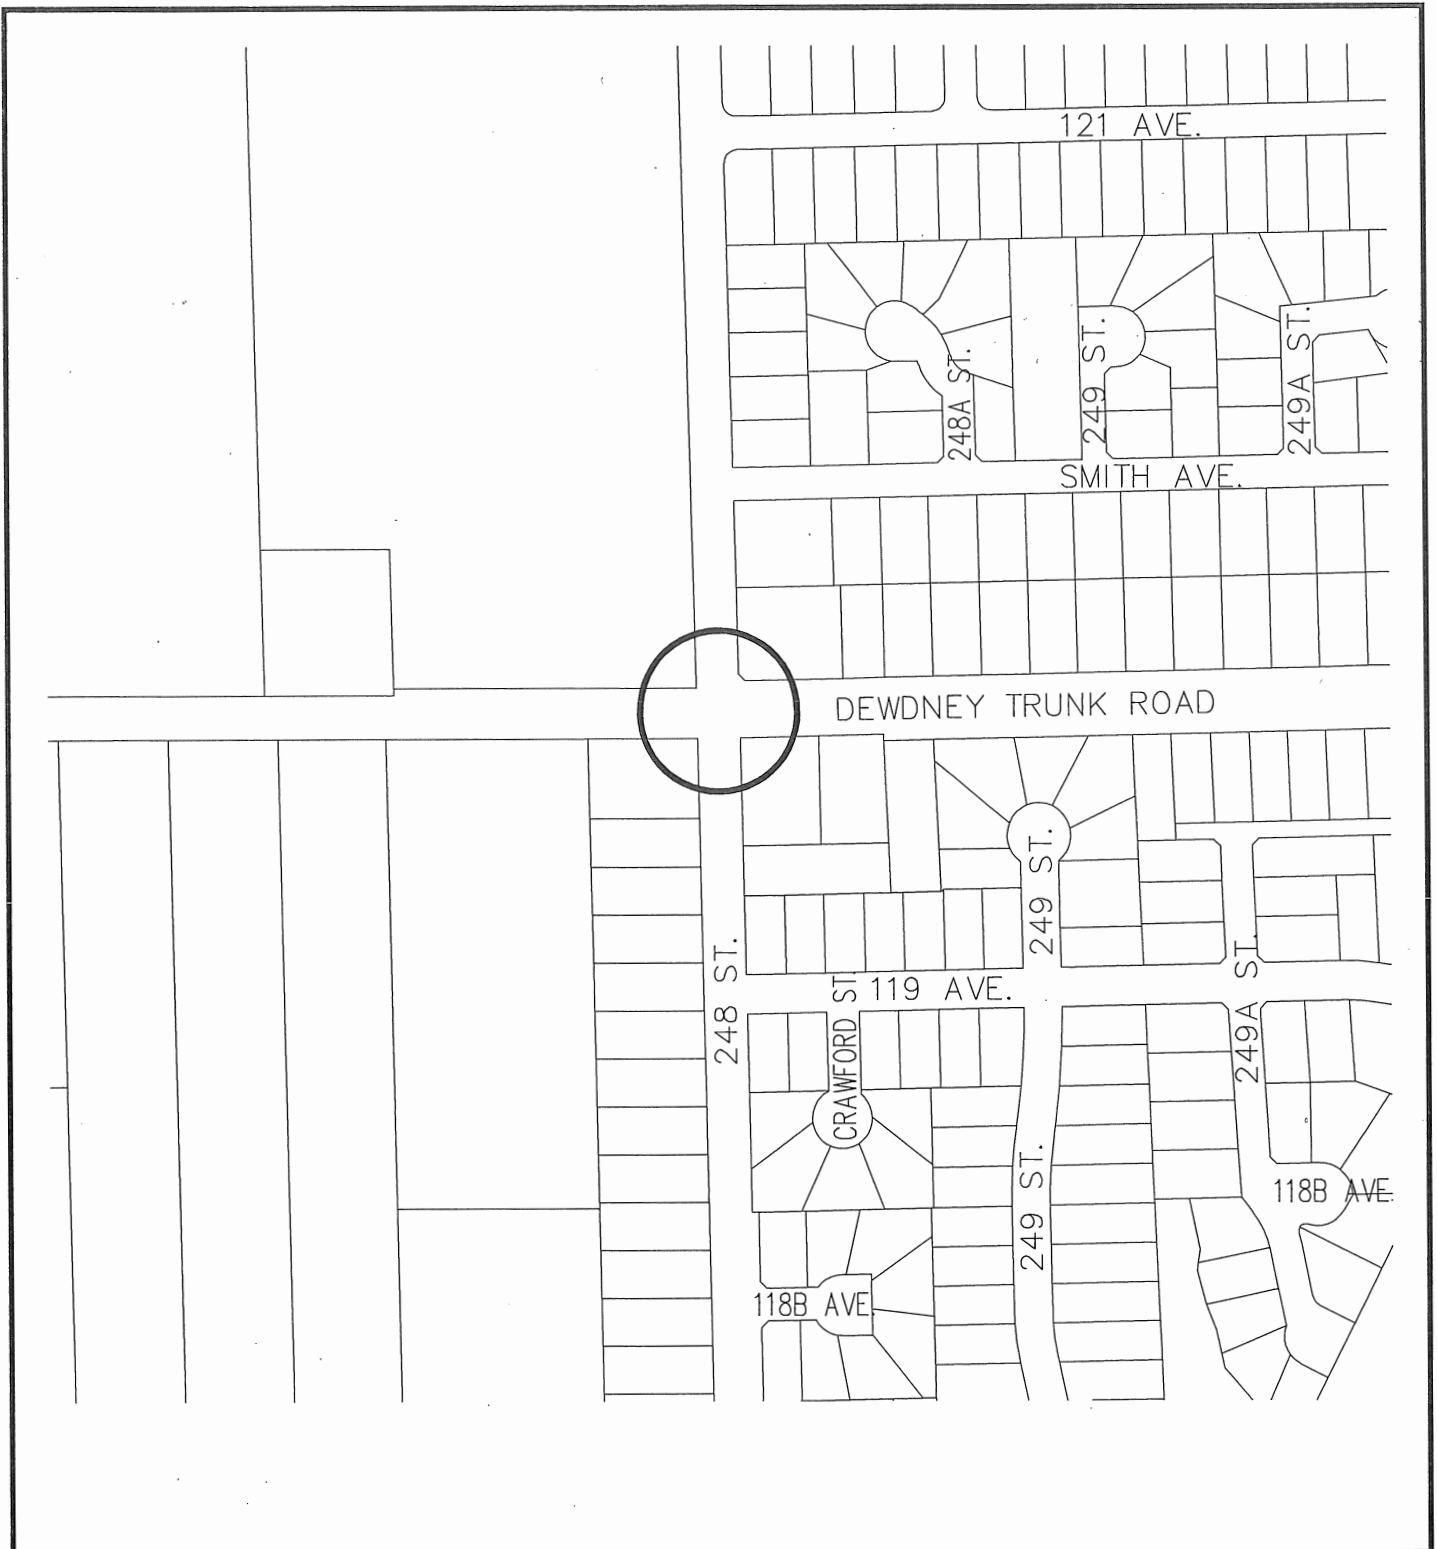 121 AVE.
248A ST.
249 ST.
249A ST.
SMITH AVE.
DEWDNEY TRUNK ROAD
249 ST.
248 ST.
CRAWFORD ST.
119 AVE.
249A ST.
249 ST.
118B AVE.
118B AVE.